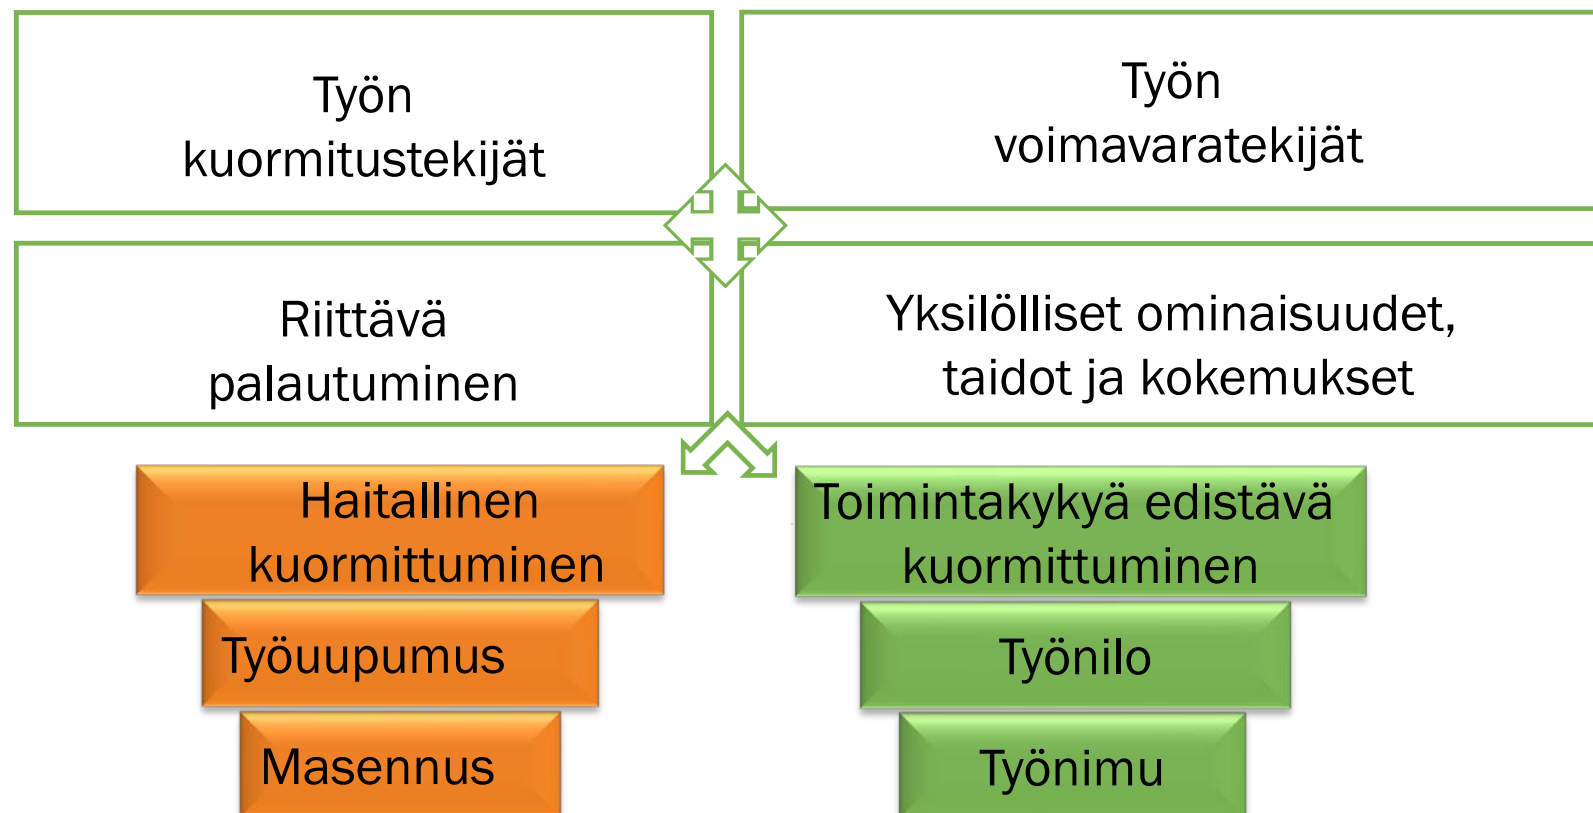 Työn
kuormitustekijät
Työn
voimavaratekijät
Riittävä
palautuminen
Yksilölliset ominaisuudet,
taidot ja kokemukset
Haitallinen
kuormittuminen
Työuupumus
Masennus
Toimintakykyä edistävä
kuormittuminen
Työnilo
Työnimu